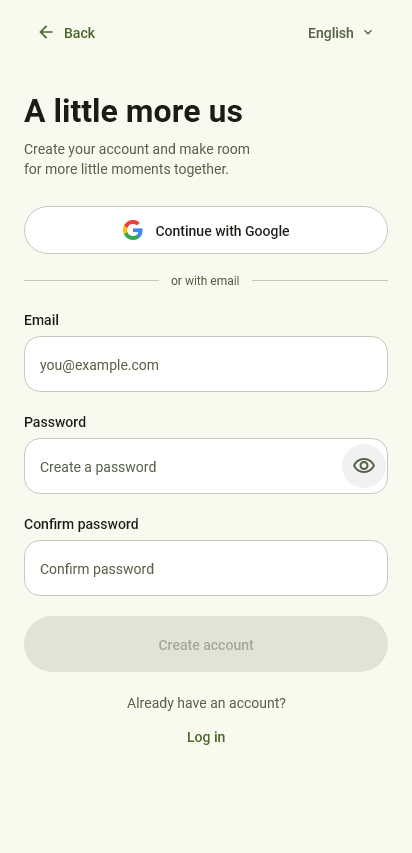 Back
English
A little more us
Create your account and make room
for more little moments together.
Continue with Google
or with email
Email
you@example.com
Password
Create a password
Confirm password
Confirm password
Create account
Already have an account?
Log in